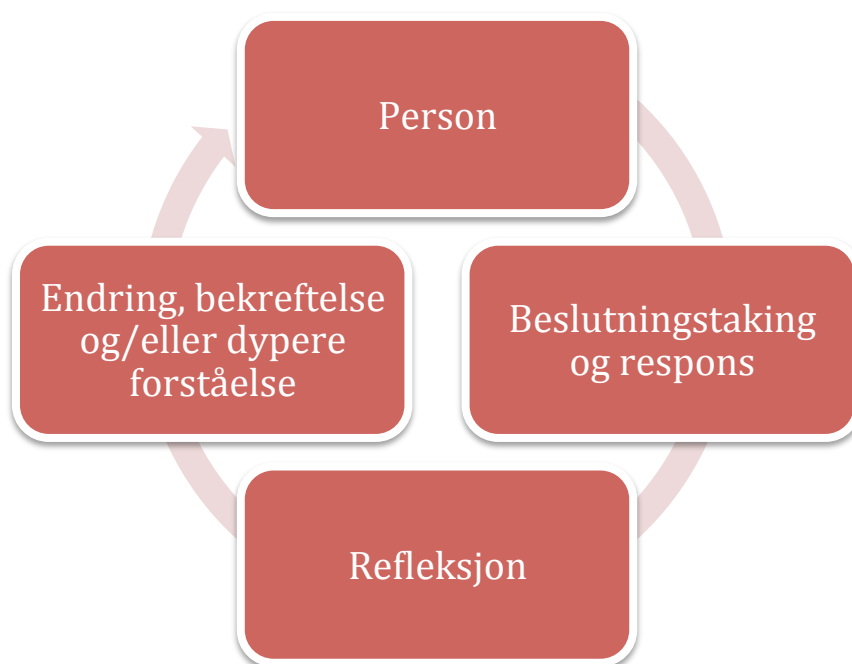 Person
Beslutningstaking
og respons
Refleksjon
Endring, bekreftelse
og/eller dypere
forståelse